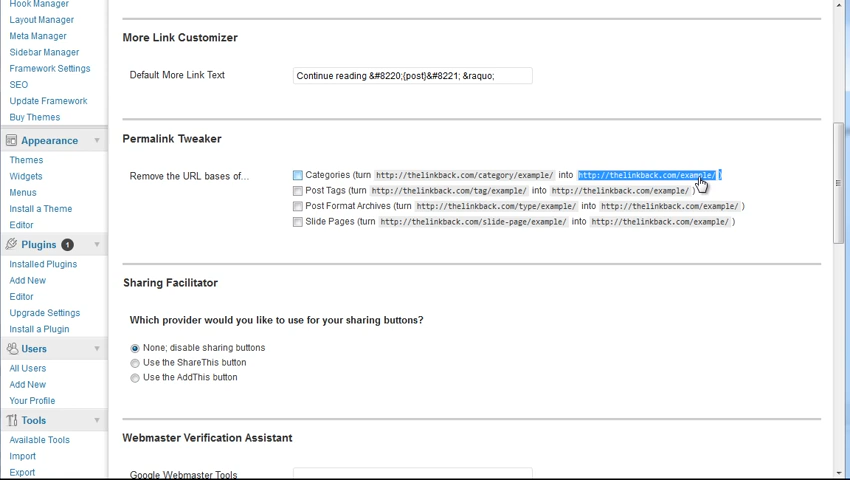 Hook Manager
Layout Manager
Meta Manager
Sidebar Manager
Framework Settings
SEO
Update Framework
Buy Themes
Appearance
Themes
Widgets
Menus
Install a Theme
Editor
Plugins 1
Installed Plugins
Add New
Editor
Upgrade Settings
Install a Plugin
Users
All Users
Add New
Your Profile
Tools
Available Tools
Import
Export
More Link Customizer
Default More Link Text
Continue reading &#8220;{post}&#8221; &raquo;
Permalink Tweaker
Remove the URL bases of...
Categories (turn http://thelinkback.com/category/example/ into http://thelinkback.com/example/ )
Post Tags (turn http://thelinkback.com/tag/example/ into http://thelinkback.com/example/ )
Post Format Archives (turn http://thelinkback.com/type/example/ into http://thelinkback.com/example/ )
Slide Pages (turn http://thelinkback.com/slide-page/example/ into http://thelinkback.com/example/ )
Sharing Facilitator
Which provider would you like to use for your sharing buttons?
None; disable sharing buttons
Use the ShareThis button
Use the AddThis button
Webmaster Verification Assistant
Google Webmaster Tools